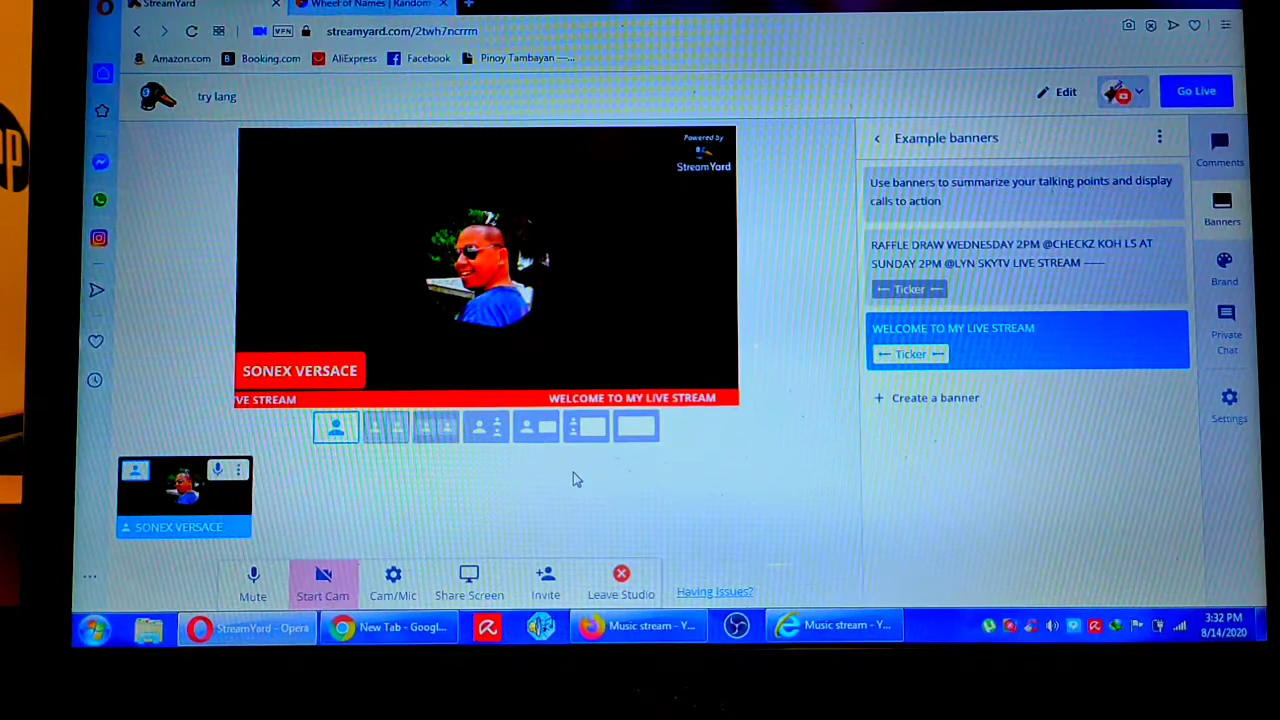 StreamYard
Wheel of Names | Random
VPN
streamyard.com/2twh7ncrrm
Amazon.com
Booking.com
AliExpress
Facebook
Pinoy Tambayan —...
try lang
Edit
Go Live
Powered by
StreamYard
SONEX VERSACE
VE STREAM
WELCOME TO MY LIVE STREAM
SONEX VERSACE
Mute
Start Cam
Cam/Mic
Share Screen
Invite
Leave Studio
Having Issues?
Example banners
Use banners to summarize your talking points and display
calls to action
RAFFLE DRAW WEDNESDAY 2PM @CHECKZ KOH LS AT
SUNDAY 2PM @LYN SKYTV LIVE STREAM -----
Ticker
WELCOME TO MY LIVE STREAM
Ticker
+ Create a banner
Comments
Banners
Brand
Private
Chat
Settings
StreamYard - Opera
New Tab - Googl...
Music stream - Y...
Music stream - Y...
3:32 PM
8/14/2020